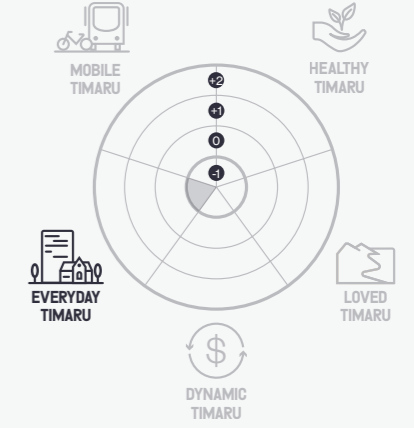 MOBILE
TIMARU
HEALTHY
TIMARU
+2
+1
0
-1
EVERYDAY
TIMARU
LOVED
TIMARU
$
DYNAMIC
TIMARU